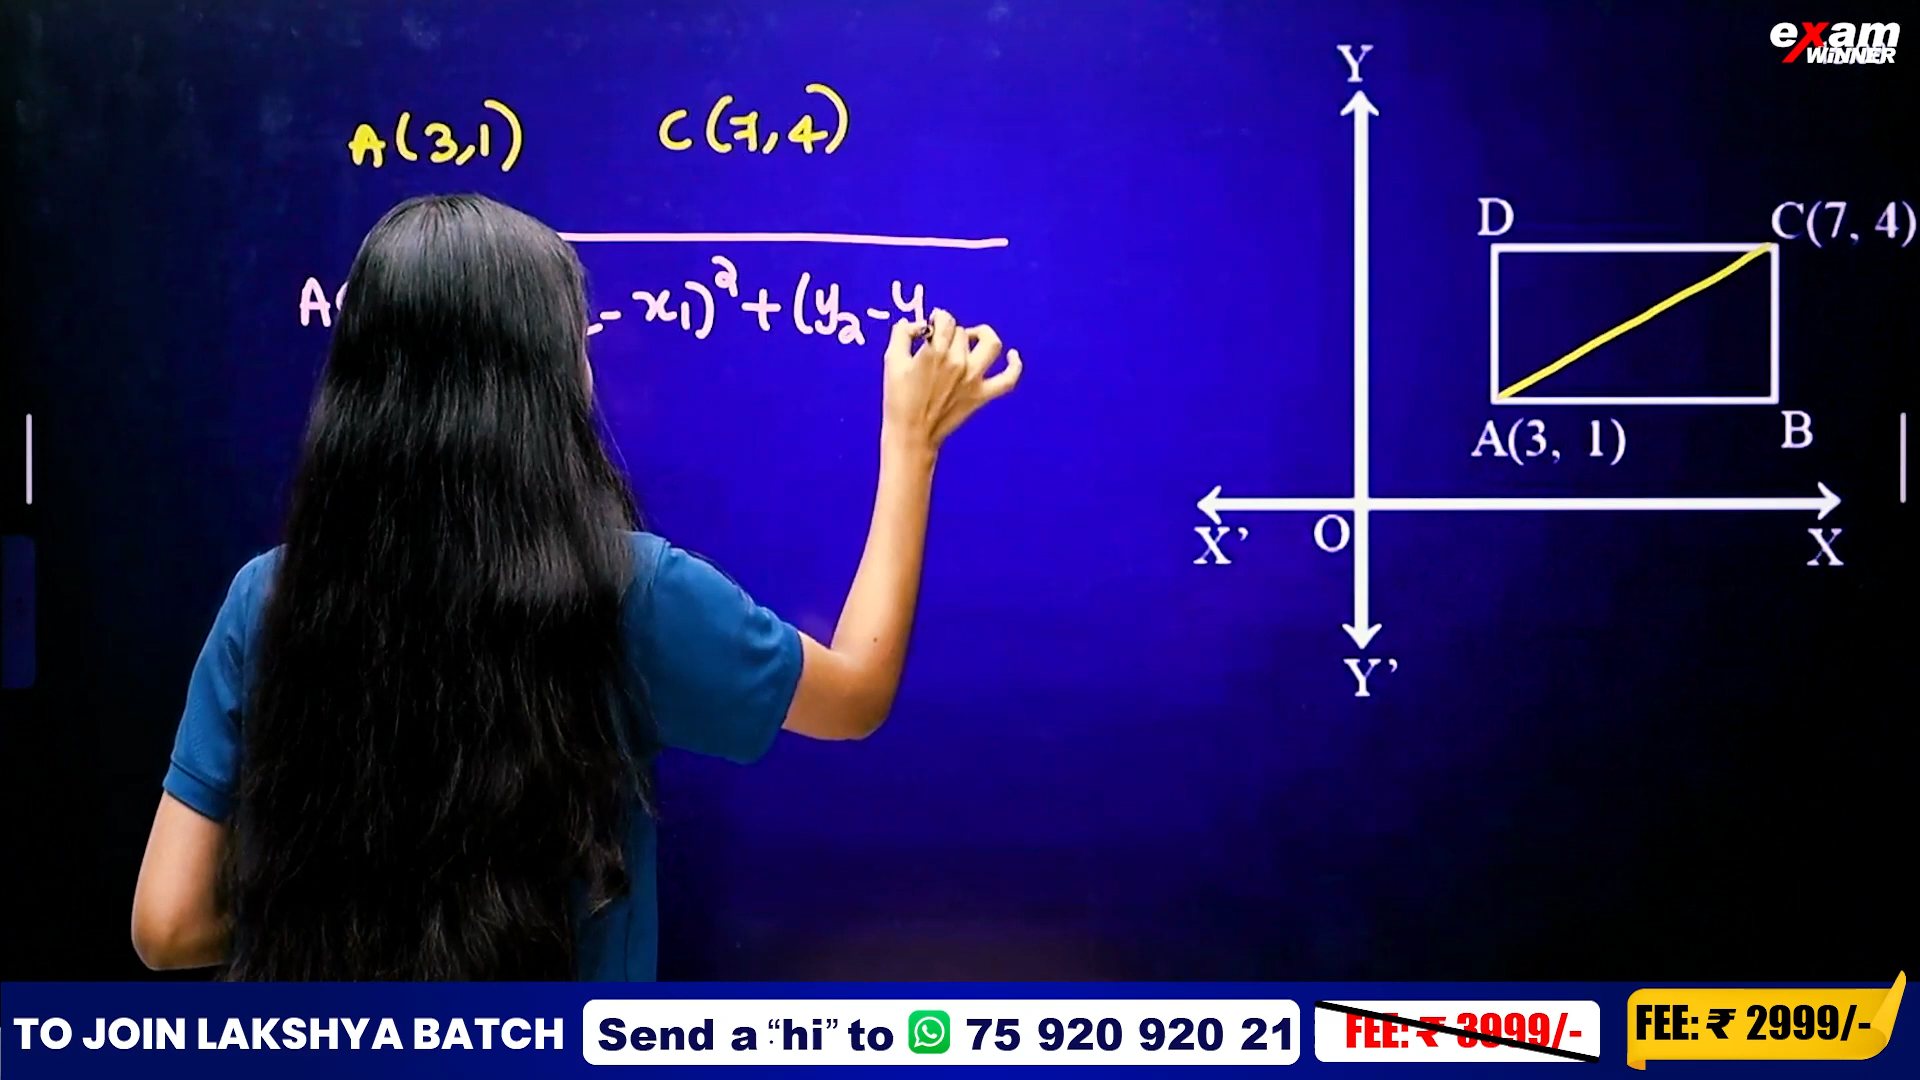 exam
WINNER
A(3,1) C(7,4)
x₁)² + (y₂ - y
Y
D
C(7, 4)
A(3, 1)
B
X’
O
X
Y’
TO JOIN LAKSHYA BATCH
Send a “hi” to 75 920 920 21
FEE: ₹ 3999/-
FEE: ₹ 2999/-